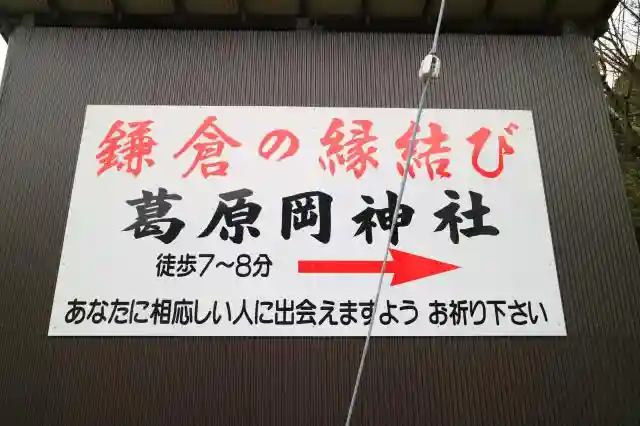 鎌倉の縁結び
葛原岡神社
徒歩7～8分
あなたに相応しい人に出会えますよう お祈り下さい